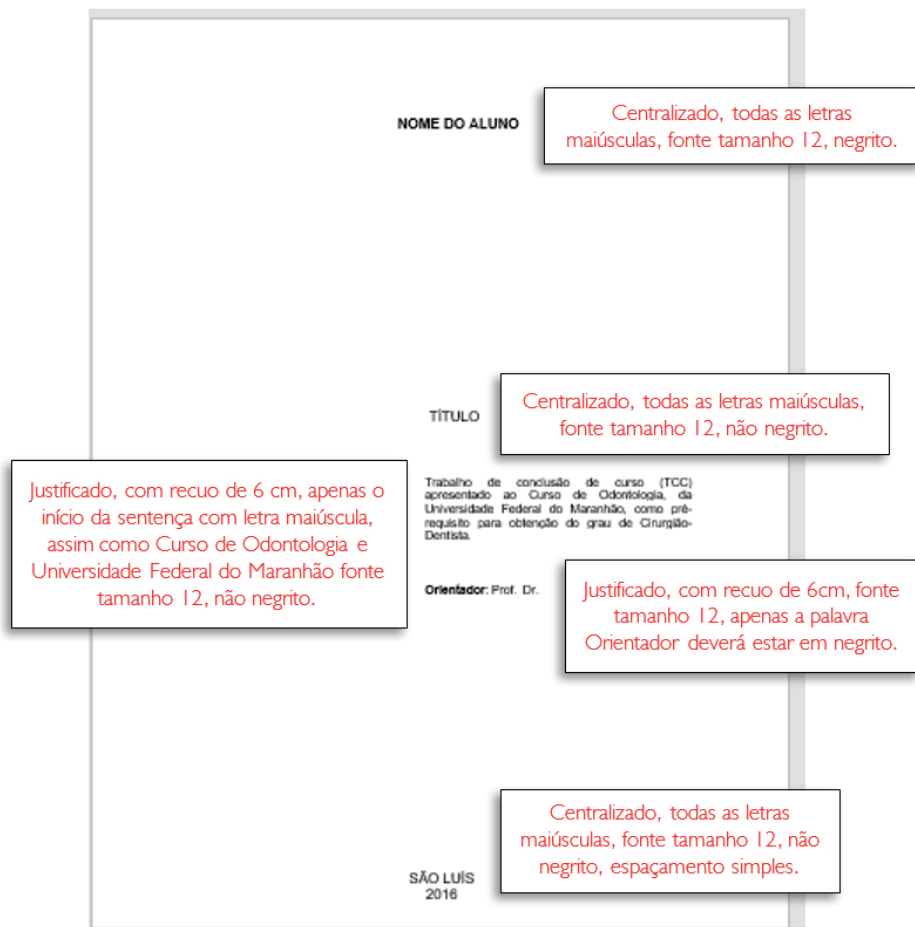 NOME DO ALUNO
Centralizado, todas as letras
maiúsculas, fonte tamanho 12, negrito.
TÍTULO
Centralizado, todas as letras maiúsculas,
fonte tamanho 12, não negrito.
Justificado, com recuo de 6 cm, apenas o
início da sentença com letra maiúscula,
assim como Curso de Odontologia e
Universidade Federal do Maranhão fonte
tamanho 12, não negrito.
Trabalho de conclusão de curso (TCC)
apresentado ao Curso de Odontologia, da
Universidade Federal do Maranhão, como pré-
requisito para obtenção do grau de Cirurgião-
Dentista.
Orientador: Prof. Dr.
Justificado, com recuo de 6cm, fonte
tamanho 12, apenas a palavra
Orientador deverá estar em negrito.
Centralizado, todas as letras
maiúsculas, fonte tamanho 12, não
negrito, espaçamento simples.
SÃO LUÍS
2016